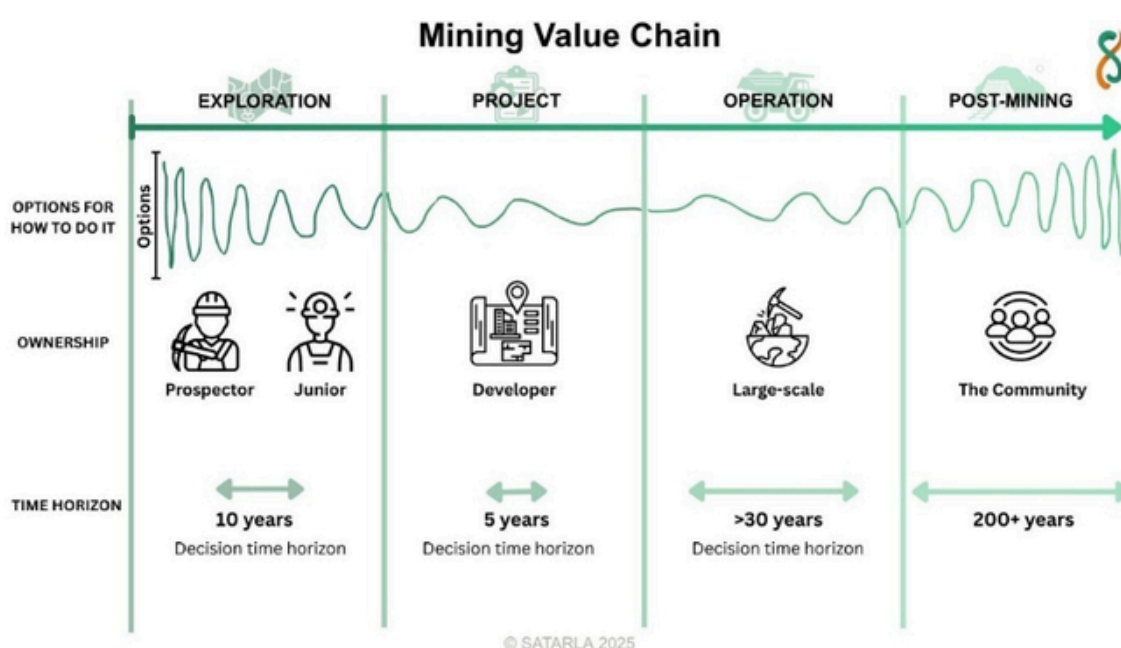 Mining Value Chain
EXPLORATION
PROJECT
OPERATION
POST-MINING
OPTIONS FOR
HOW TO DO IT
Options
OWNERSHIP
Prospector
Junior
Developer
Large-scale
The Community
TIME HORIZON
10 years
5 years
>30 years
200+ years
Decision time horizon
Decision time horizon
Decision time horizon
© SATARLA 2025